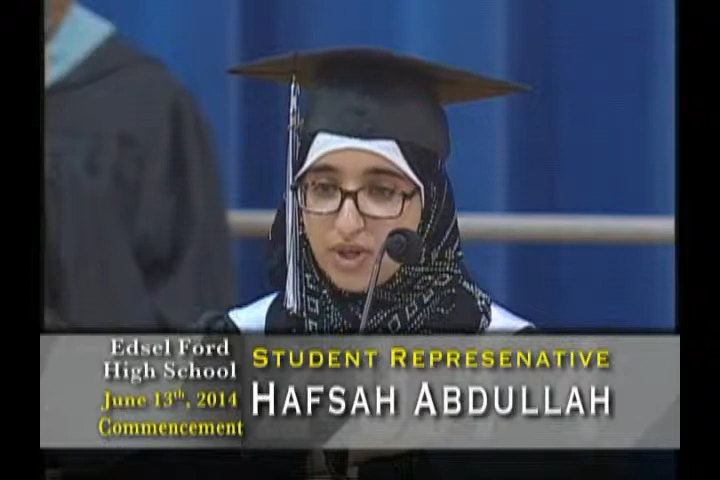 Edsel Ford
High School
June 13th, 2014
Commencement
Student Represenative
Hafsah Abdullah